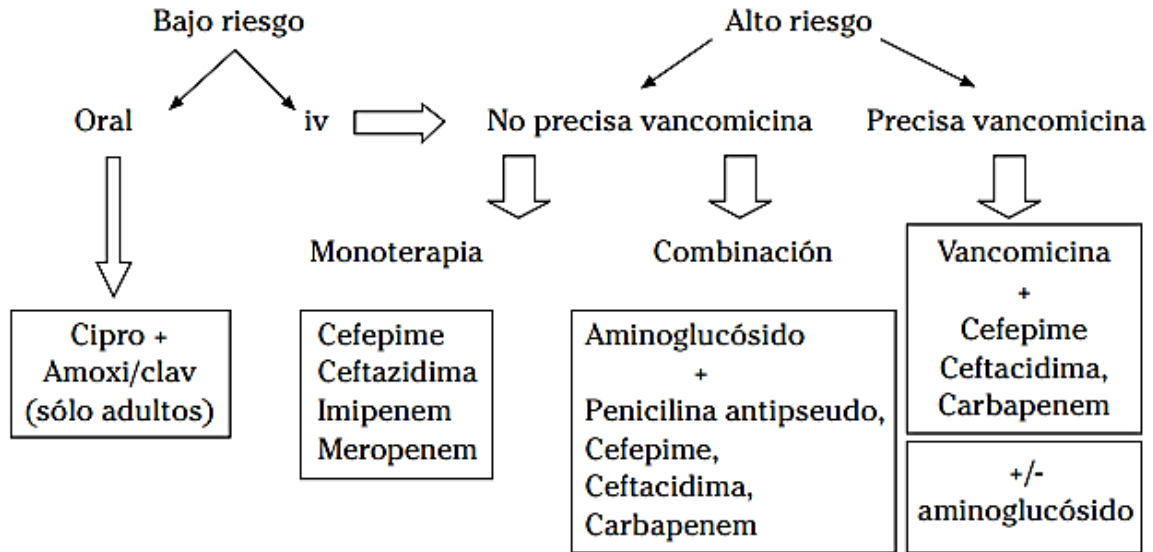 Bajo riesgo
Alto riesgo
Oral
iv
No precisa vancomicina
Precisa vancomicina
Monoterapia
Combinación
Cipro +
Amoxi/clav
(sólo adultos)
Cefepime
Ceftazidima
Imipenem
Meropenem
Aminoglucósido
+
Penicilina antipseudo,
Cefepime,
Ceftacidima,
Carbapenem
Vancomicina
+
Cefepime
Ceftacidima,
Carbapenem
+/-
aminoglucósido